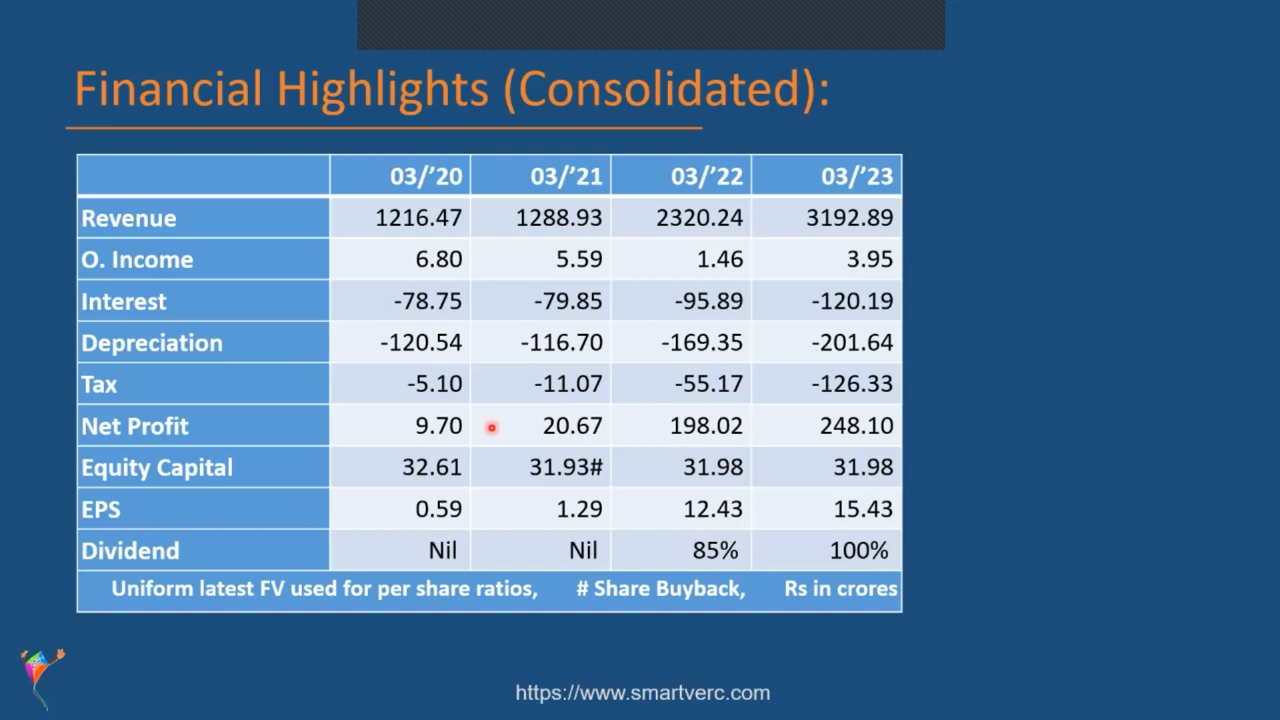 Financial Highlights (Consolidated):
03/’20 03/’21 03/’22 03/’23
Revenue 1216.47 1288.93 2320.24 3192.89
O. Income 6.80 5.59 1.46 3.95
Interest -78.75 -79.85 -95.89 -120.19
Depreciation -120.54 -116.70 -169.35 -201.64
Tax -5.10 -11.07 -55.17 -126.33
Net Profit 9.70 20.67 198.02 248.10
Equity Capital 32.61 31.93# 31.98 31.98
EPS 0.59 1.29 12.43 15.43
Dividend Nil Nil 85% 100%
Uniform latest FV used for per share ratios, # Share Buyback, Rs in crores
https://www.smartverc.com